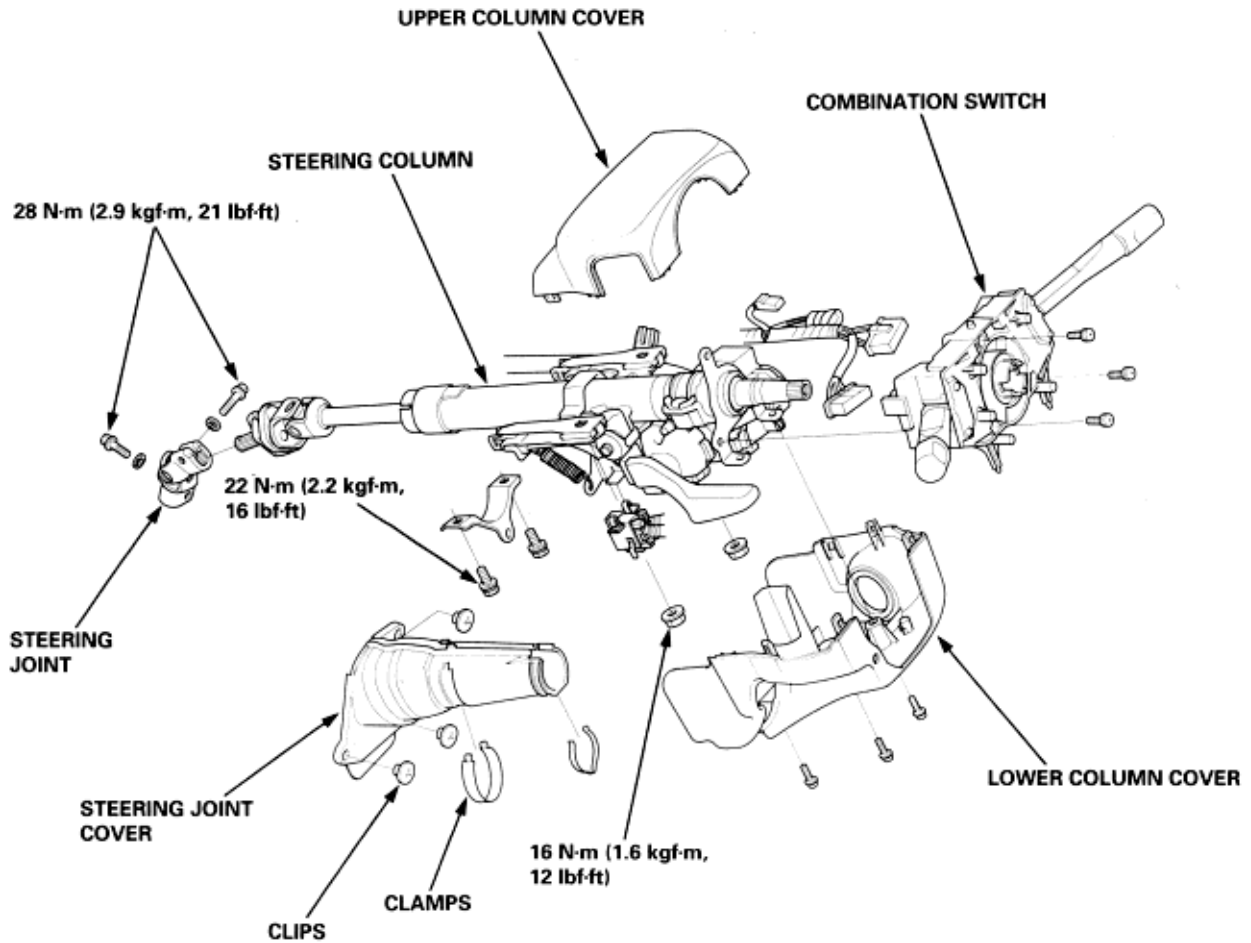 UPPER COLUMN COVER
COMBINATION SWITCH
STEERING COLUMN
28 N·m (2.9 kgf·m, 21 lbf·ft)
22 N·m (2.2 kgf·m,
16 lbf·ft)
STEERING
JOINT
STEERING JOINT
COVER
LOWER COLUMN COVER
16 N·m (1.6 kgf·m,
12 lbf·ft)
CLAMPS
CLIPS